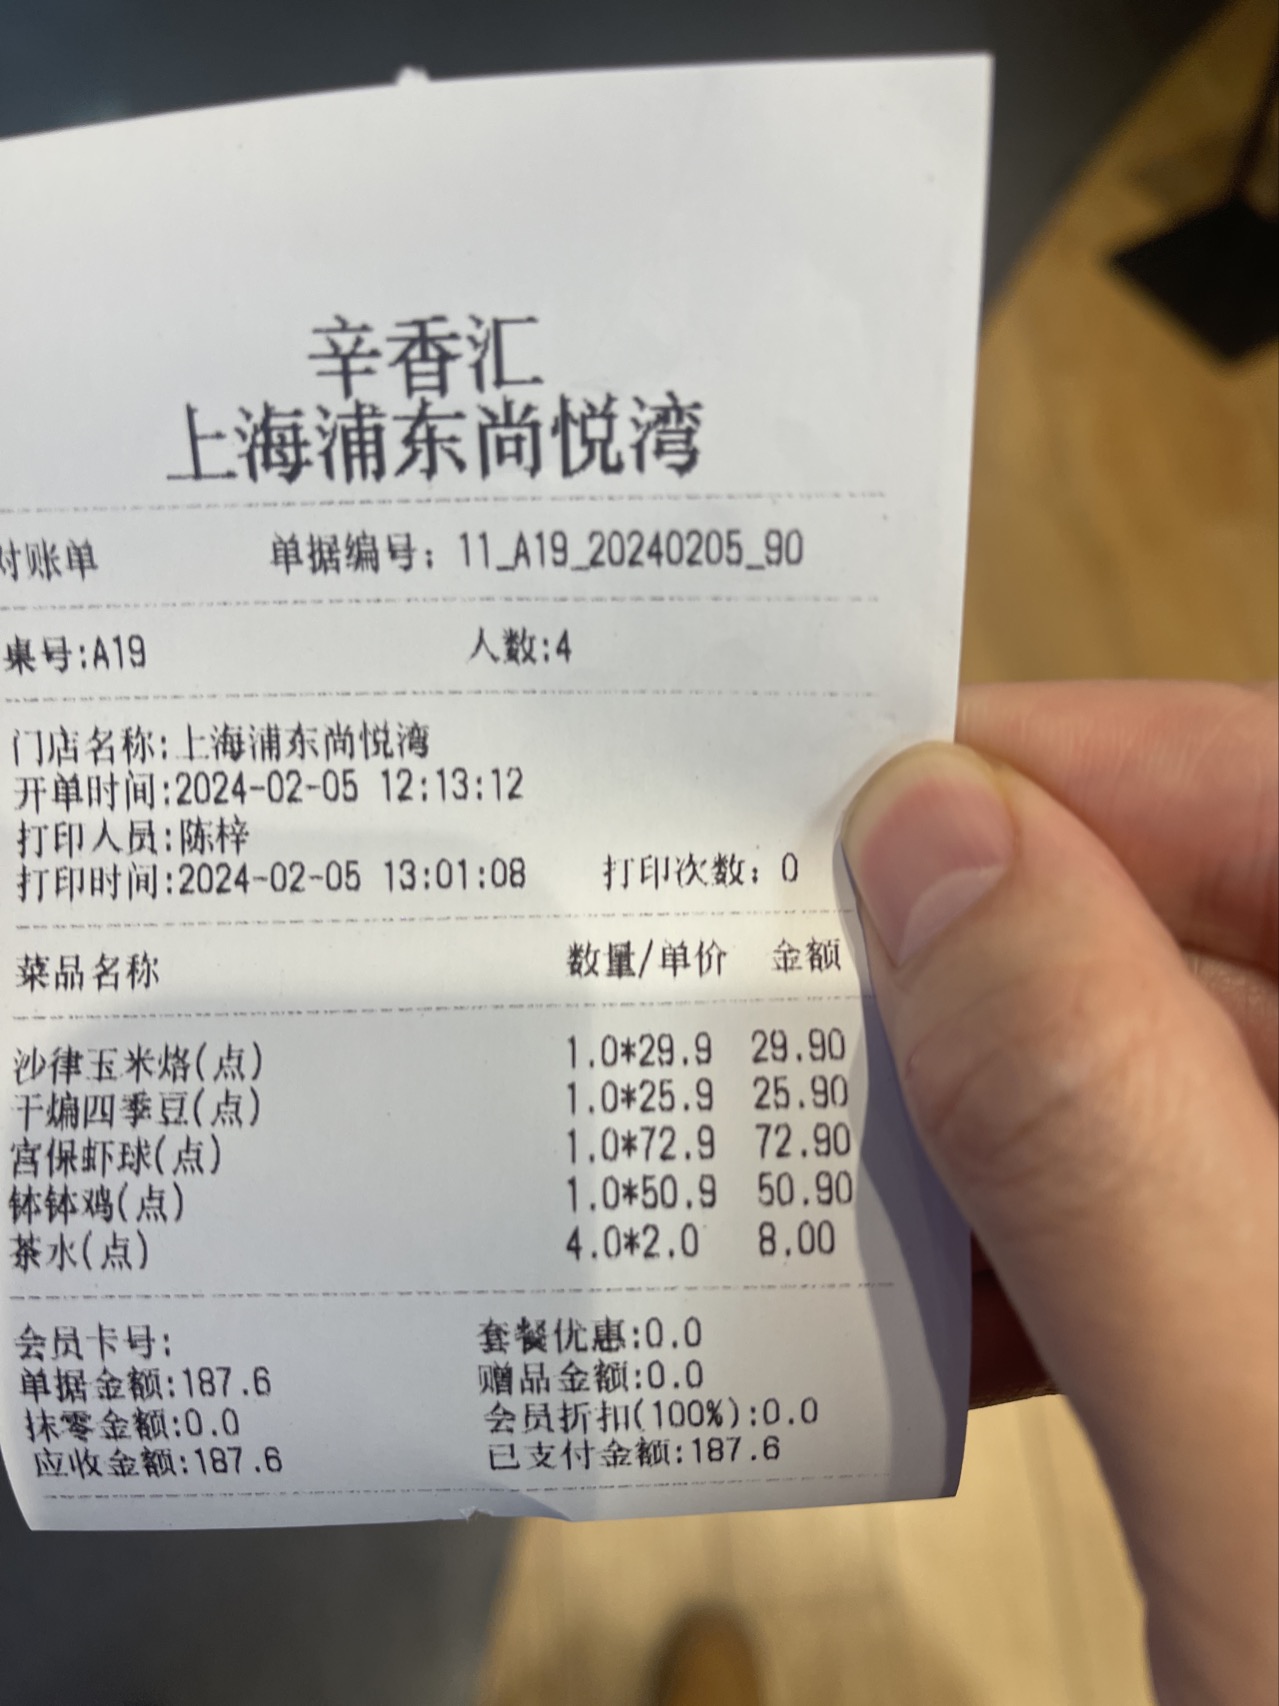 辛香汇
上海浦东尚悦湾
对账单 单据编号：11_A19_20240205_90
桌号:A19 人数:4
门店名称:上海浦东尚悦湾
开单时间:2024-02-05 12:13:12
打印人员:陈梓
打印时间:2024-02-05 13:01:08 打印次数：0
菜品名称 数量/单价 金额
沙律玉米烙(点) 1.0*29.9 29.90
干煸四季豆(点) 1.0*25.9 25.90
宫保虾球(点) 1.0*72.9 72.90
钵钵鸡(点) 1.0*50.9 50.90
茶水(点) 4.0*2.0 8.00
会员卡号: 套餐优惠:0.0
单据金额:187.6 赠品金额:0.0
抹零金额:0.0 会员折扣(100%):0.0
应收金额:187.6 已支付金额:187.6